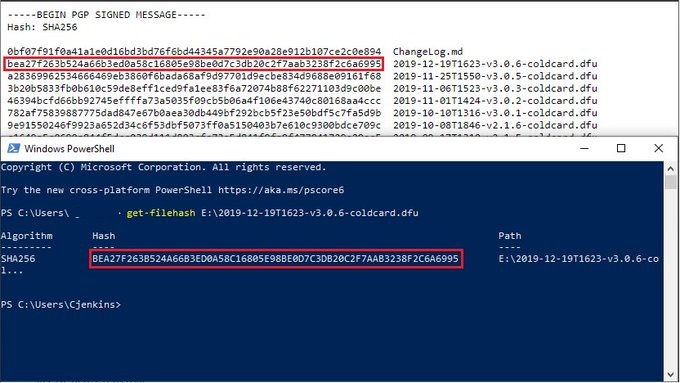 -----BEGIN PGP SIGNED MESSAGE-----
Hash: SHA256
0bf07f91f0a41a1e0d16bd3bd76f6bd44345a7792e90a28e912b107ce2c0e894 ChangeLog.md
bea27f263b524a66b3ed0a58c16805e98be0d7c3db20c2f7aab3238f2c6a6995 2019-12-19T1623-v3.0.6-coldcard.dfu
a2836996253466646­9eb3860f6bada68af9d97701d9ecbe834d9688e09161f68 2019-11-25T1550-v3.0.5-coldcard.dfu
3b20b5833fb0b610c59de8eff1ced9fa1ee83f6a72074b88f62271103d9c00be 2019-11-06T1523-v3.0.3-coldcard.dfu
46394bcfd66bb92745effffa73a5035f09cb5b06a4f106e43740c80168aa4ccc 2019-11-01T1424-v3.0.2-coldcard.dfu
782af75839887775dad847e67b0aea30db449bf292bcb5f23e50bdf5c7fa5d9b 2019-10-10T1316-v3.0.1-coldcard.dfu
9e91550246f9923a652d34c6f53dbf5073ff0a5150403b7e610c9300bdce709c 2019-10-08T1846-v2.1.6-coldcard.dfu
Windows PowerShell
Copyright (C) Microsoft Corporation. All rights reserved.
Try the new cross-platform PowerShell https://aka.ms/pscore6
PS C:\Users\ get-filehash E:\2019-12-19T1623-v3.0.6-coldcard.dfu
Algorithm Hash Path
--------- ---- ----
SHA256 BEA27F263B524A66B3ED0A58C16805E98BE0D7C3DB20C2F7AAB3238F2C6A6995 E:\2019-12-19T1623-v3.0.6-co
l...
PS C:\Users\Cjenkins>